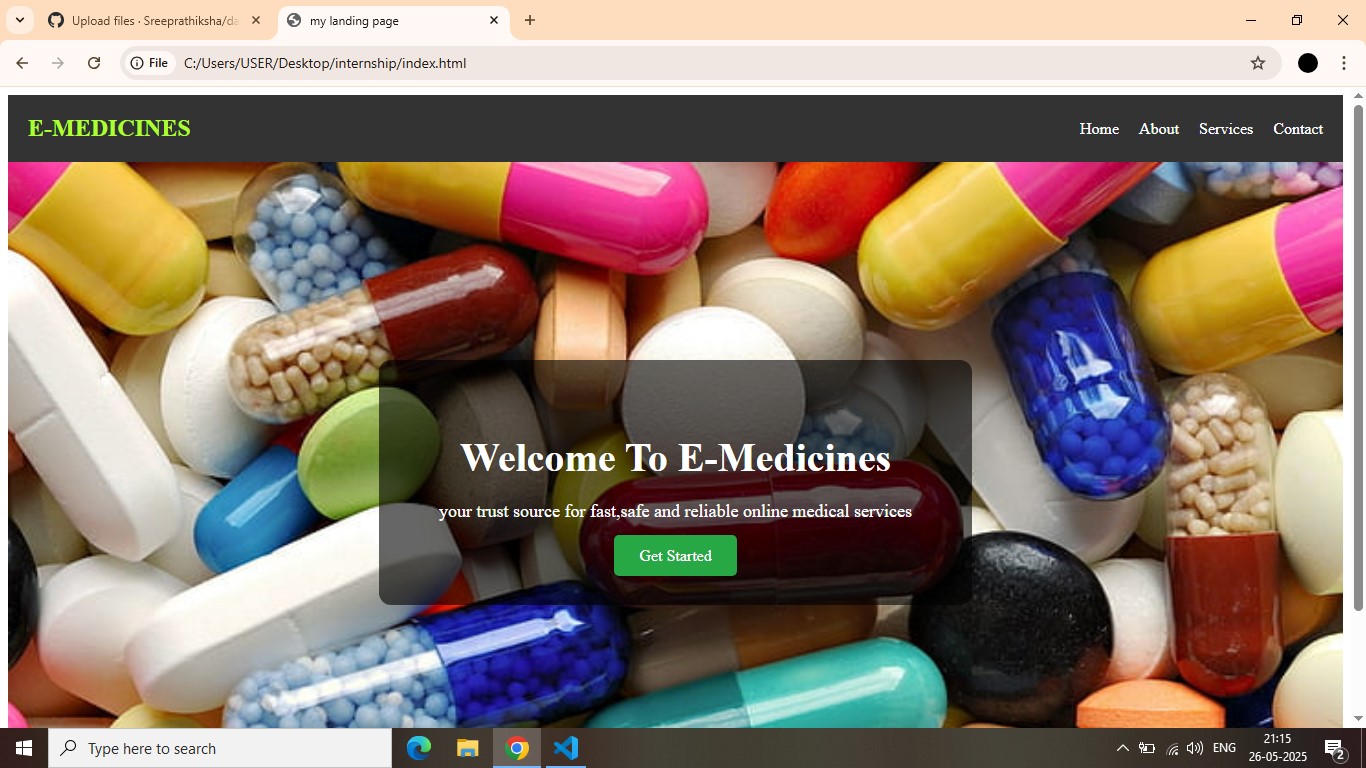 Upload files · Sreeprathiksha/da
my landing page
File
C:/Users/USER/Desktop/internship/index.html
E-MEDICINES
Home About Services Contact
Welcome To E-Medicines
your trust source for fast,safe and reliable online medical services
Get Started
Type here to search
ENG
21:15
26-05-2025
2